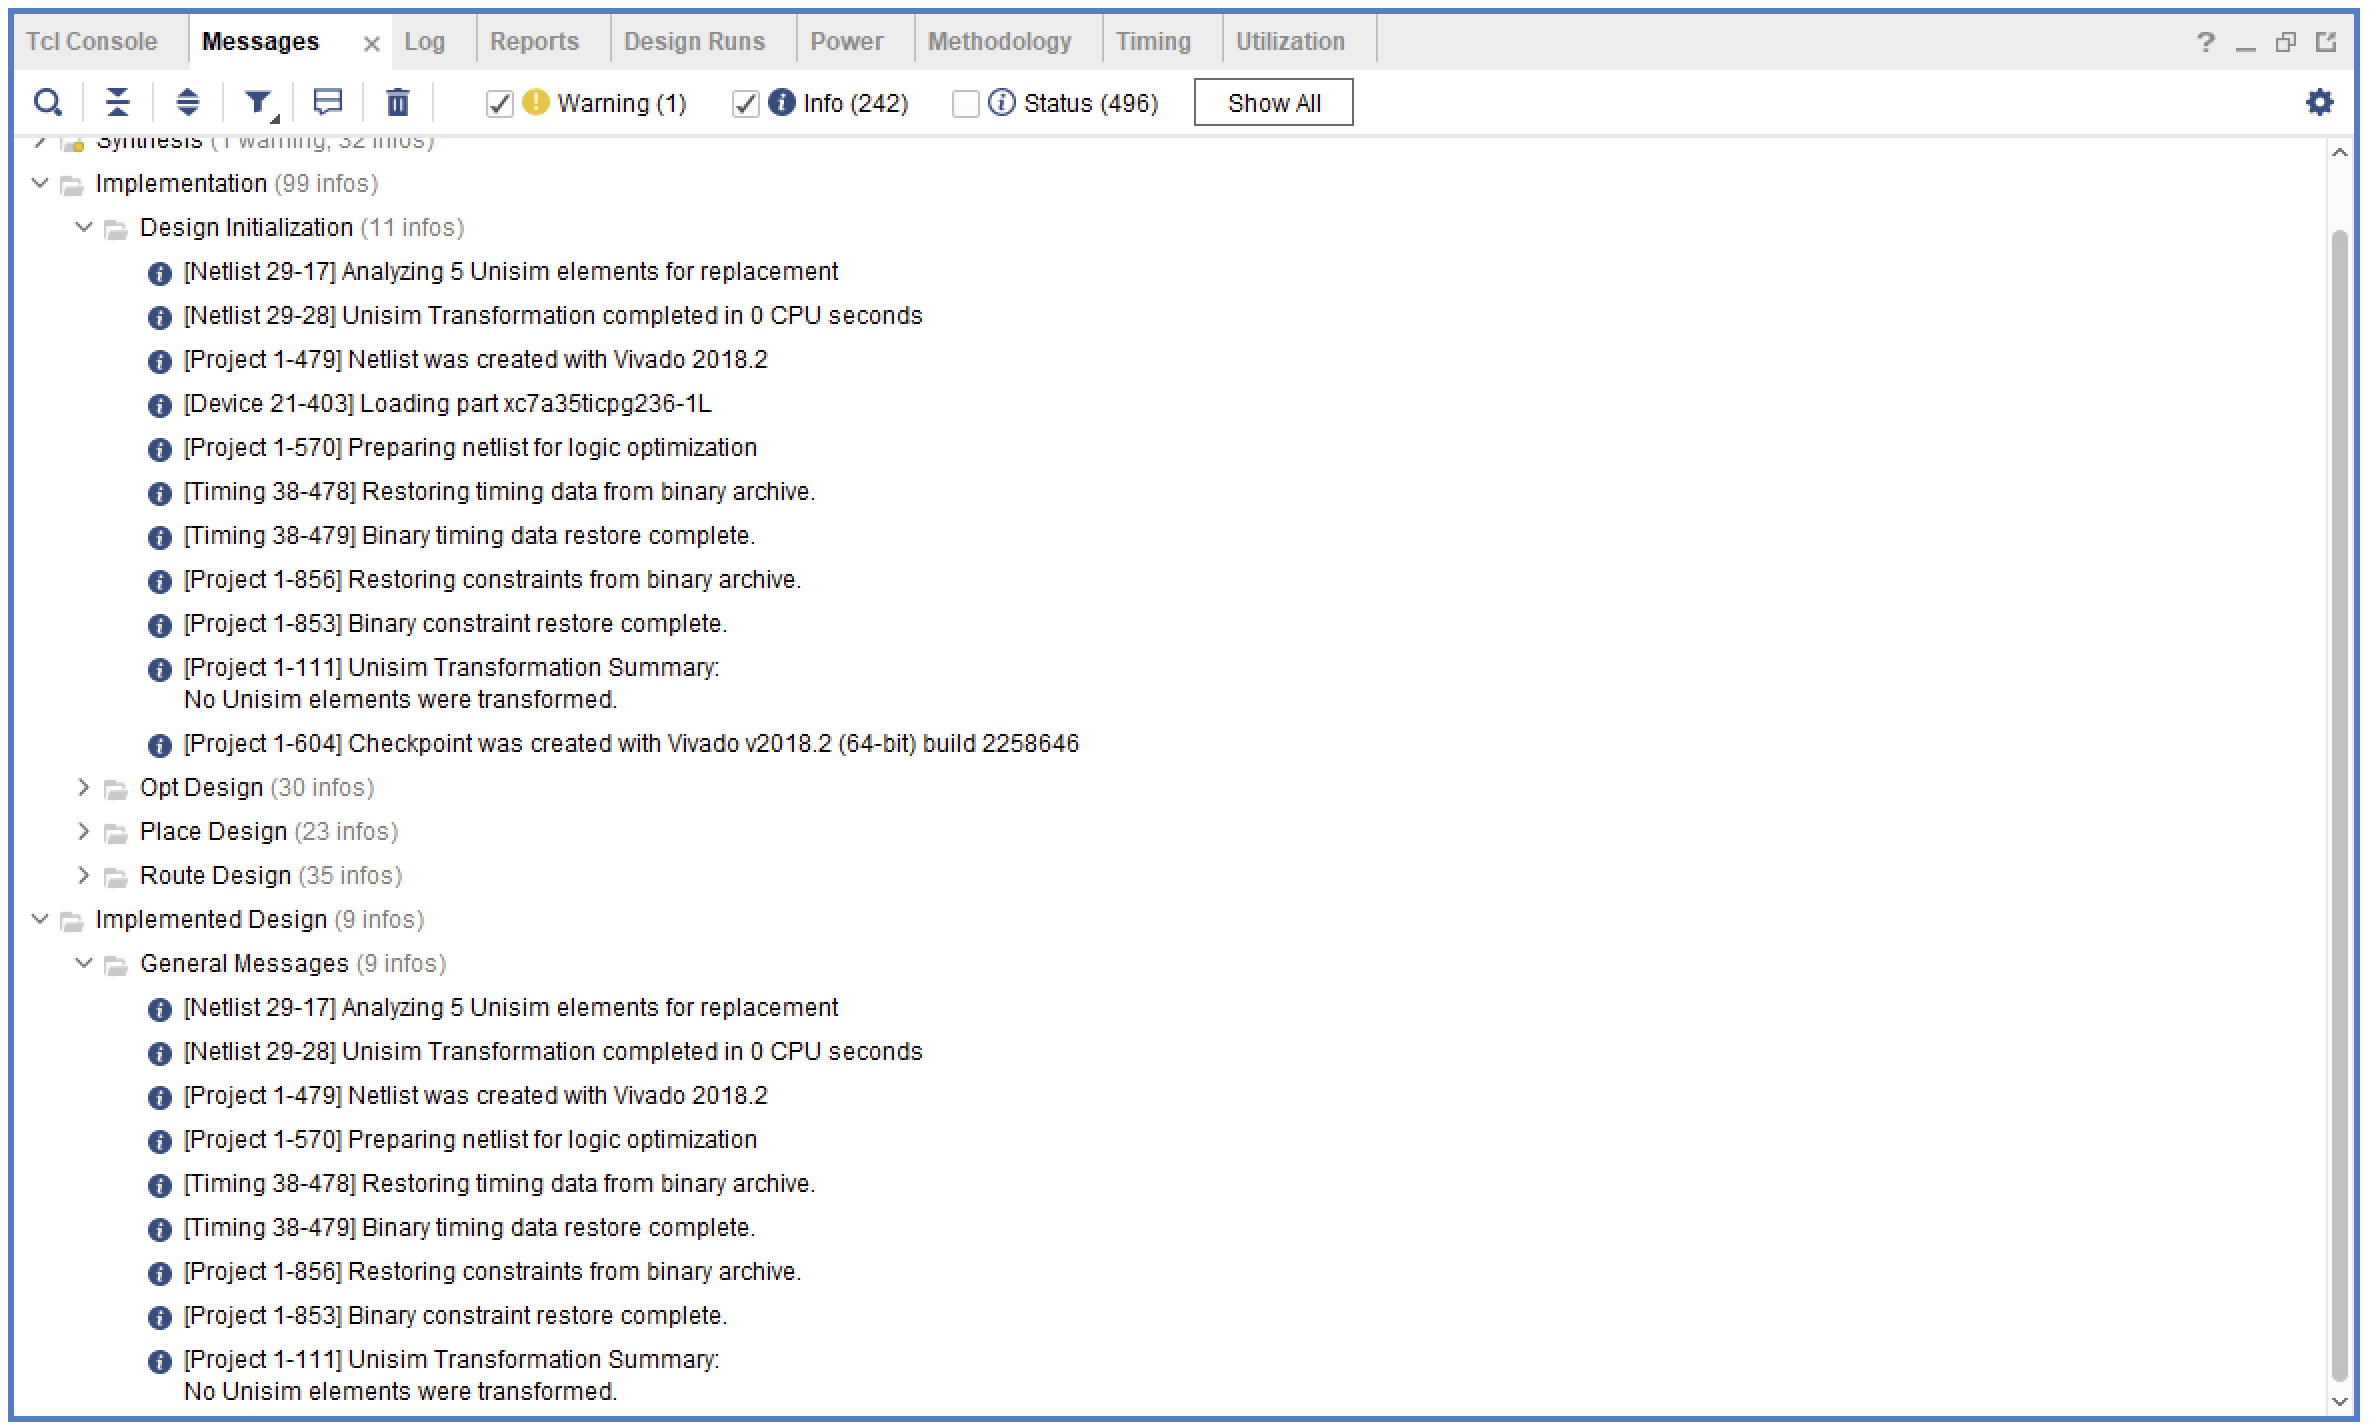 Tcl Console Messages Log Reports Design Runs Power Methodology Timing Utilization
Warning (1) Info (242) Status (496) Show All
Synthesis (1 warning, 32 infos)
Implementation (99 infos)
Design Initialization (11 infos)
[Netlist 29-17] Analyzing 5 Unisim elements for replacement
[Netlist 29-28] Unisim Transformation completed in 0 CPU seconds
[Project 1-479] Netlist was created with Vivado 2018.2
[Device 21-403] Loading part xc7a35ticpg236-1L
[Project 1-570] Preparing netlist for logic optimization
[Timing 38-478] Restoring timing data from binary archive.
[Timing 38-479] Binary timing data restore complete.
[Project 1-856] Restoring constraints from binary archive.
[Project 1-853] Binary constraint restore complete.
[Project 1-111] Unisim Transformation Summary:
No Unisim elements were transformed.
[Project 1-604] Checkpoint was created with Vivado v2018.2 (64-bit) build 2258646
Opt Design (30 infos)
Place Design (23 infos)
Route Design (35 infos)
Implemented Design (9 infos)
General Messages (9 infos)
[Netlist 29-17] Analyzing 5 Unisim elements for replacement
[Netlist 29-28] Unisim Transformation completed in 0 CPU seconds
[Project 1-479] Netlist was created with Vivado 2018.2
[Project 1-570] Preparing netlist for logic optimization
[Timing 38-478] Restoring timing data from binary archive.
[Timing 38-479] Binary timing data restore complete.
[Project 1-856] Restoring constraints from binary archive.
[Project 1-853] Binary constraint restore complete.
[Project 1-111] Unisim Transformation Summary:
No Unisim elements were transformed.